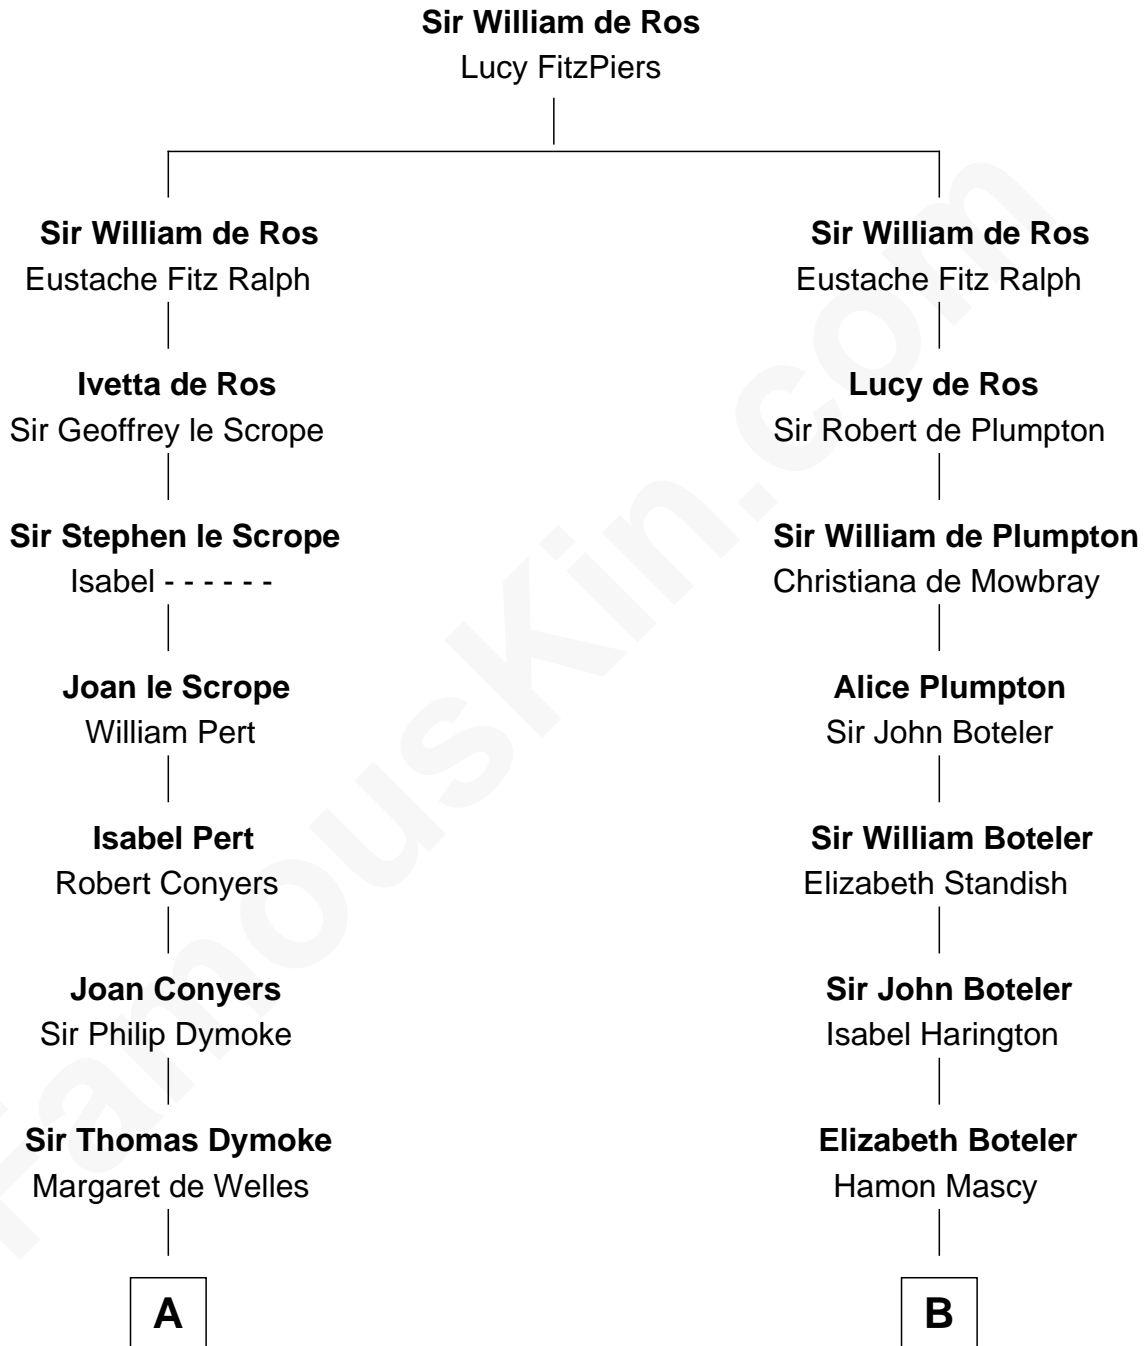 Sir William de Ros
Lucy FitzPiers
Sir William de Ros
Eustache Fitz Ralph
Sir William de Ros
Eustache Fitz Ralph
Ivetta de Ros
Sir Geoffrey le Scrope
Lucy de Ros
Sir Robert de Plumpton
Sir Stephen le Scrope
Isabel - - - - - -
Sir William de Plumpton
Christiana de Mowbray
Joan le Scrope
William Pert
Alice Plumpton
Sir John Boteler
Isabel Pert
Robert Conyers
Sir William Boteler
Elizabeth Standish
Joan Conyers
Sir Philip Dymoke
Sir John Boteler
Isabel Harington
Sir Thomas Dymoke
Margaret de Welles
Elizabeth Boteler
Hamon Mascy
A
B
FamousKin.com